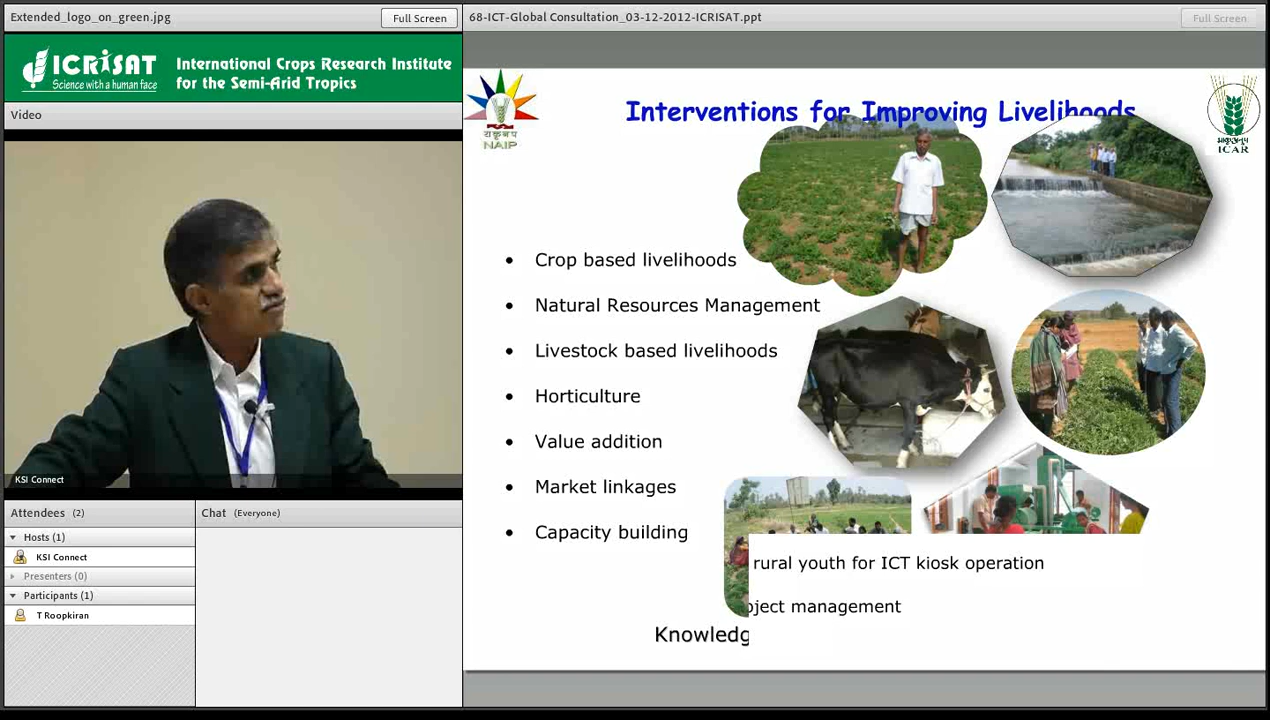 Extended_logo_on_green.jpg
Full Screen
ICRISAT
Science with a human face
International Crops Research Institute
for the Semi-Arid Tropics
Video
KSI Connect
Attendees (2)
Hosts (1)
KSI Connect
Presenters (0)
Participants (1)
T Roopkiran
Chat (Everyone)
68-ICT-Global Consultation_03-12-2012-ICRISAT.ppt
Full Screen
NAIP
Interventions for Improving Livelihoods
ICAR
• Crop based livelihoods
• Natural Resources Management
• Livestock based livelihoods
• Horticulture
• Value addition
• Market linkages
• Capacity building
rural youth for ICT kiosk operation
oject management
Knowledg